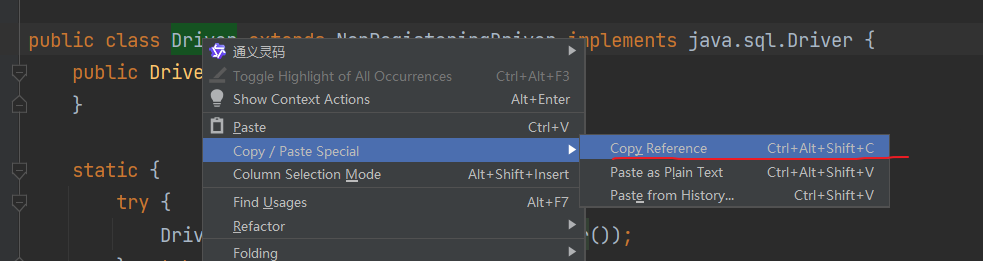 public class Driver extends NonRegisteringDriver implements java.sql.Driver {
通义灵码
public Drive
Toggle Highlight of All Occurrences Ctrl+Alt+F3
}
Show Context Actions Alt+Enter
Paste Ctrl+V
Copy / Paste Special
Copy Reference Ctrl+Alt+Shift+C
static {
Column Selection Mode Alt+Shift+Insert
Paste as Plain Text Ctrl+Alt+Shift+V
try {
Find Usages Alt+F7
Paste from History... Ctrl+Shift+V
Refactor
Driv ());
Folding